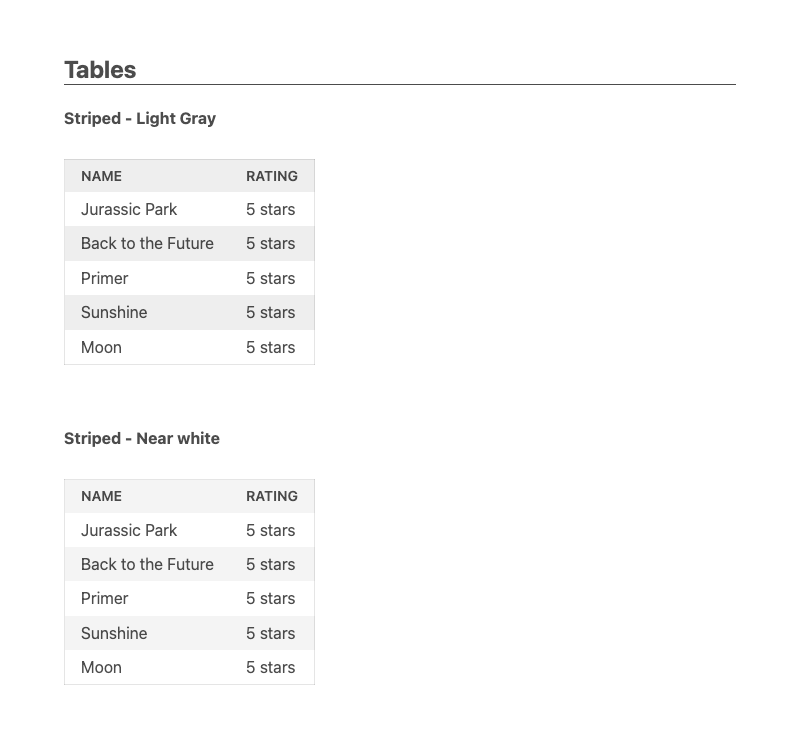 Tables
Striped - Light Gray
NAME RATING
Jurassic Park 5 stars
Back to the Future 5 stars
Primer 5 stars
Sunshine 5 stars
Moon 5 stars
Striped - Near white
NAME RATING
Jurassic Park 5 stars
Back to the Future 5 stars
Primer 5 stars
Sunshine 5 stars
Moon 5 stars